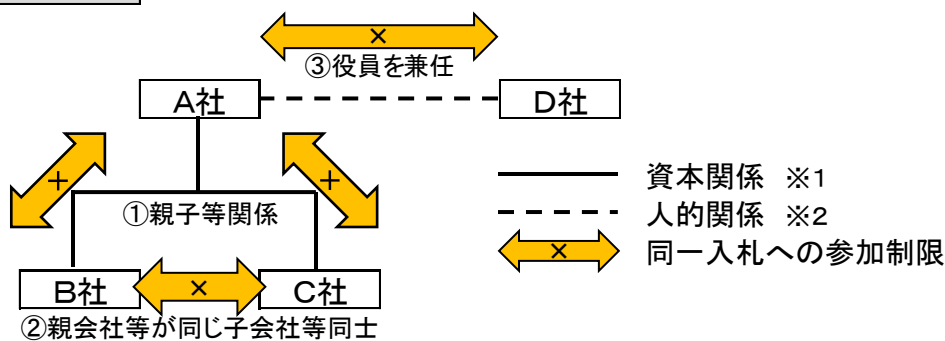 ×
③役員を兼任
A社
D社
×
×
①親子等関係
B社
×
C社
②親会社等が同じ子会社等同士
資本関係 ※1
人的関係 ※2
×
同一入札への参加制限